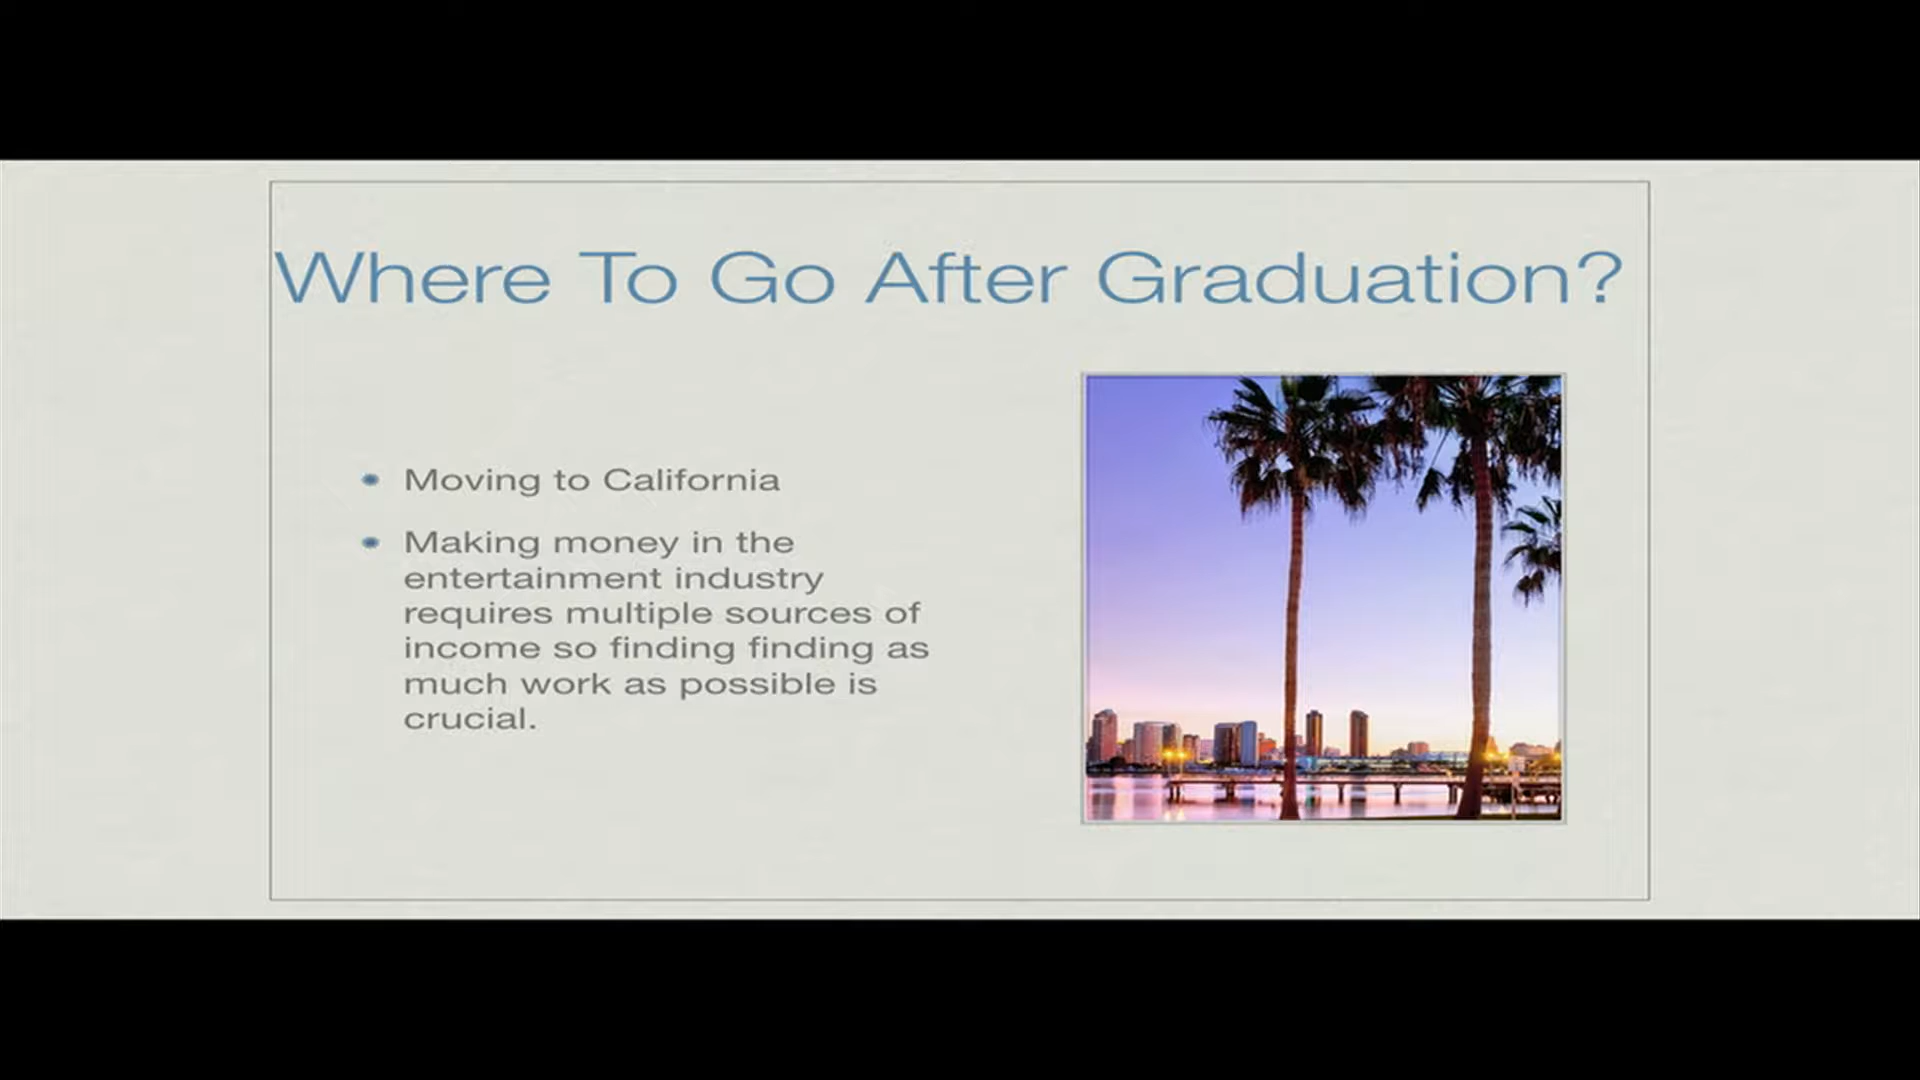 Where To Go After Graduation?
Moving to California
Making money in the
entertainment industry
requires multiple sources of
income so finding finding as
much work as possible is
crucial.